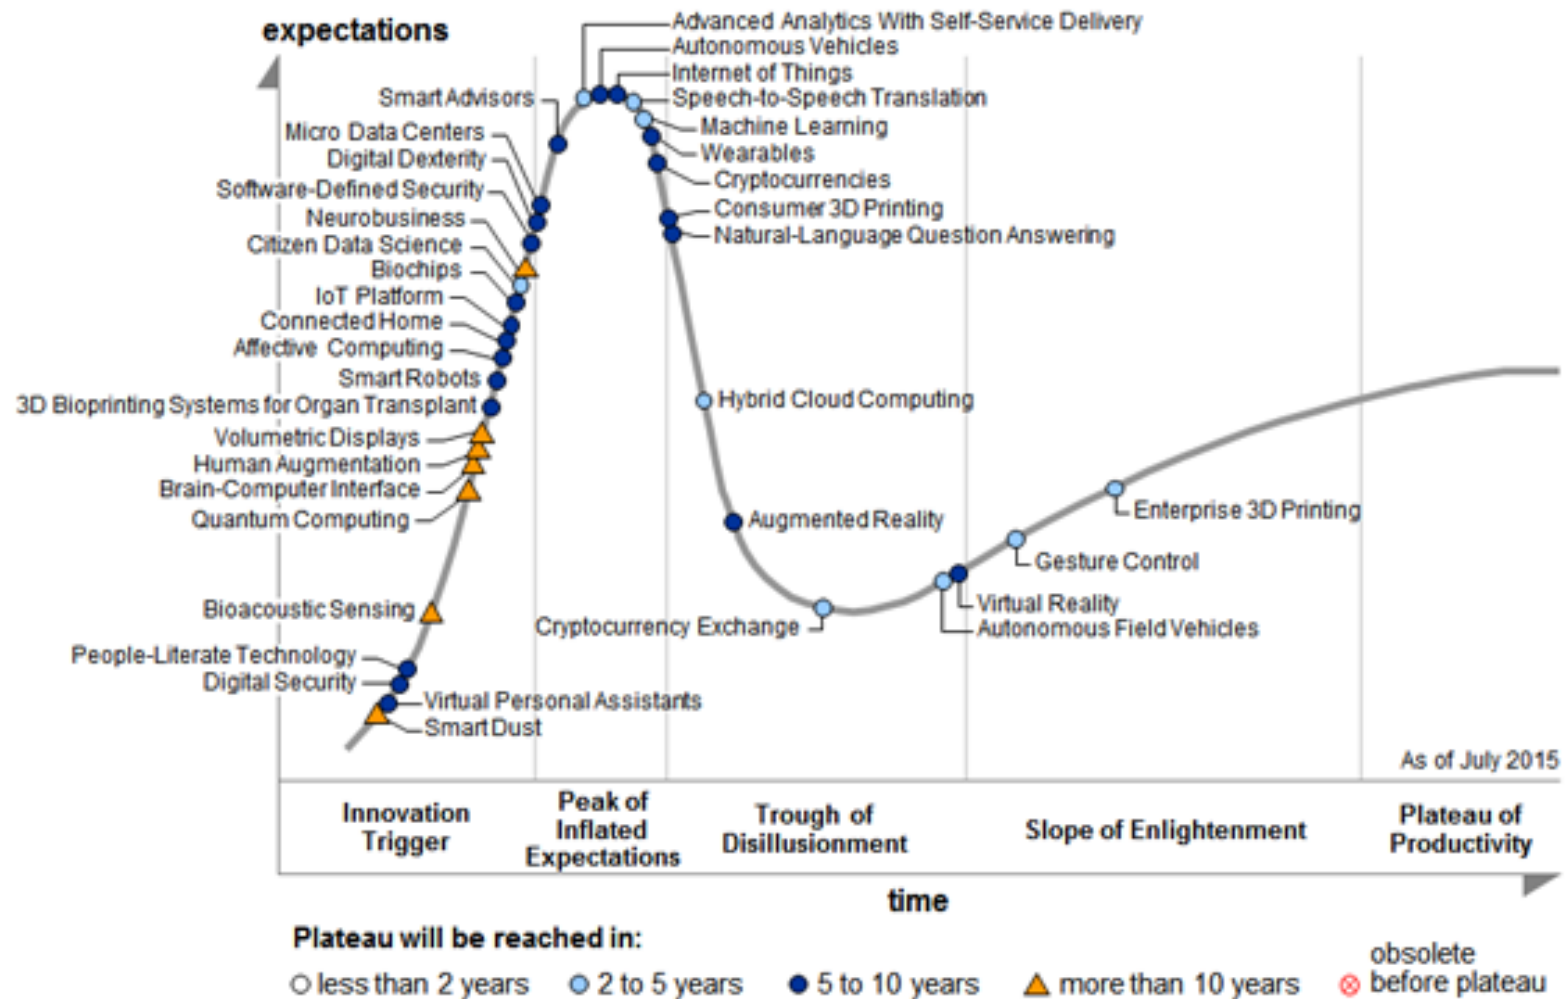 expectations
Advanced Analytics With Self-Service Delivery
Autonomous Vehicles
Internet of Things
Smart Advisors
Speech-to-Speech Translation
Micro Data Centers
Machine Learning
Digital Dexterity
Wearables
Software-Defined Security
Cryptocurrencies
Neurobusiness
Consumer 3D Printing
Citizen Data Science
Natural-Language Question Answering
Biochips
IoT Platform
Connected Home
Affective Computing
Smart Robots
Hybrid Cloud Computing
3D Bioprinting Systems for Organ Transplant
Volumetric Displays
Human Augmentation
Brain-Computer Interface
Quantum Computing
Augmented Reality
Enterprise 3D Printing
Gesture Control
Bioacoustic Sensing
Virtual Reality
Cryptocurrency Exchange
Autonomous Field Vehicles
People-Literate Technology
Digital Security
Virtual Personal Assistants
Smart Dust
As of July 2015
Innovation
Trigger
Peak of
Inflated
Expectations
Trough of
Disillusionment
Slope of Enlightenment
Plateau of
Productivity
time
Plateau will be reached in:
less than 2 years
2 to 5 years
5 to 10 years
more than 10 years
obsolete
before plateau